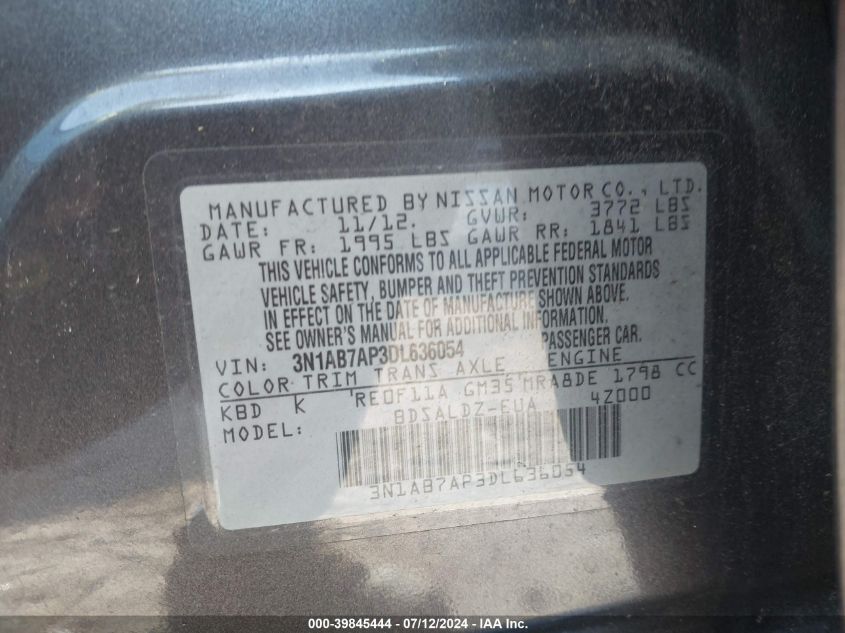 MANUFACTURED BY NISSAN MOTOR CO., LTD.
DATE: 11/12. GVWR: 3772 LBS
GAWR FR: 1995 LBS GAWR RR: 1841 LBS
THIS VEHICLE CONFORMS TO ALL APPLICABLE FEDERAL MOTOR
VEHICLE SAFETY, BUMPER AND THEFT PREVENTION STANDARDS
IN EFFECT ON THE DATE OF MANUFACTURE SHOWN ABOVE.
SEE OWNER'S MANUAL FOR ADDITIONAL INFORMATION.
VIN: 3N1AB7AP3DL636054 PASSENGER CAR.
COLOR TRIM TRANS AXLE ENGINE
KBD K RE0F11A GM35 MRA8DE 1798 CC
MODEL: BDSALDZ-EUA 4Z000
3N1AB7AP3DL636054
000-39845444 / 07/12/2024 - IAA Inc.